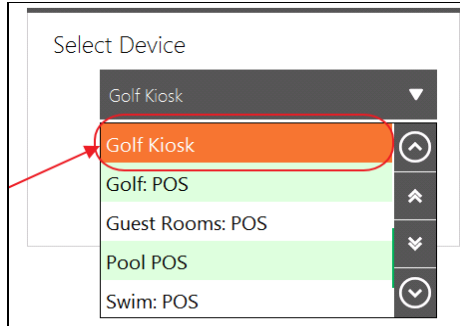 Select Device
Golf Kiosk
Golf Kiosk
Golf: POS
Guest Rooms: POS
Pool POS
Swim: POS